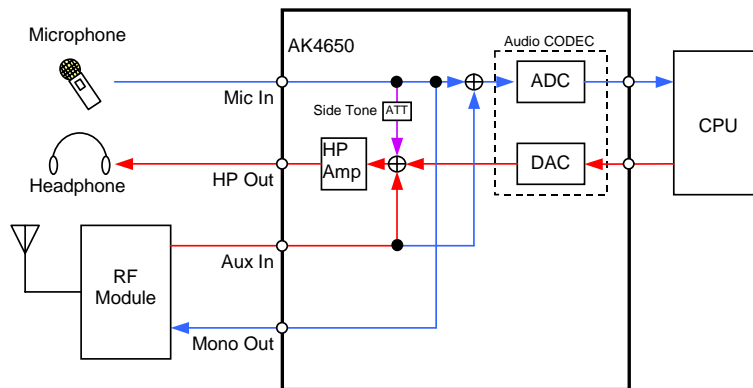 Microphone
AK4650
Audio CODEC
Mic In
Side Tone
ATT
ADC
CPU
HP
Amp
DAC
Headphone
HP Out
RF
Module
Aux In
Mono Out